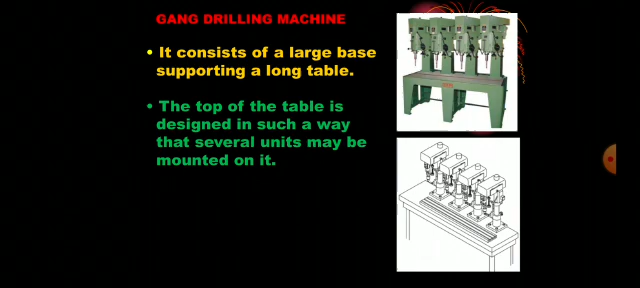 GANG DRILLING MACHINE
• It consists of a large base
supporting a long table.
• The top of the table is
designed in such a way
that several units may be
mounted on it.